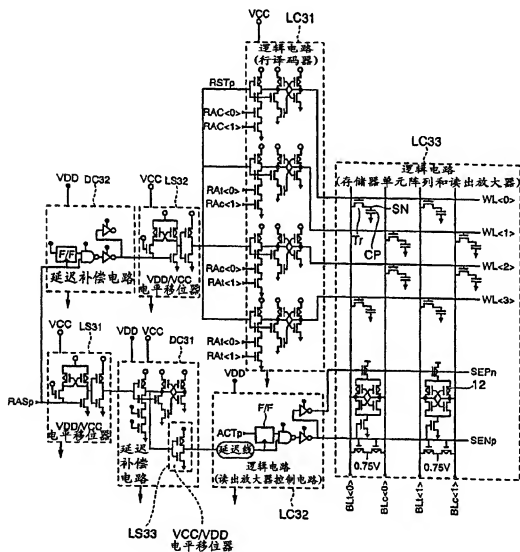 VCC
LC31
逻辑电路
(行译码器)
RSTp
RAC<0>
RAC<1>
RAt<0>
RAc<1>
RAc<0>
RAt<1>
RAt<0>
RAt<1>
LC33
逻辑电路
(存储器单元阵列和读出放大器)
SN
Tr
CP
WL<0>
WL<1>
WL<2>
WL<3>
SEPn
12
SENp
0.75V
0.75V
BLt<0>
BLc<0>
BLt<1>
BLc<1>
VDD
DC32
VCC
LS32
F/F
延迟补偿电路
VDD/VCC
电平移位器
LS31
VCC
RASp
VDD/VCC
电平移位器
VDD
VCC
DC31
延迟
补偿电
路
LS33
VCC/VDD
电平移位器
VDD
F/F
ACTp
延迟线
逻辑电路
(读出放大器控制电路)
LC32